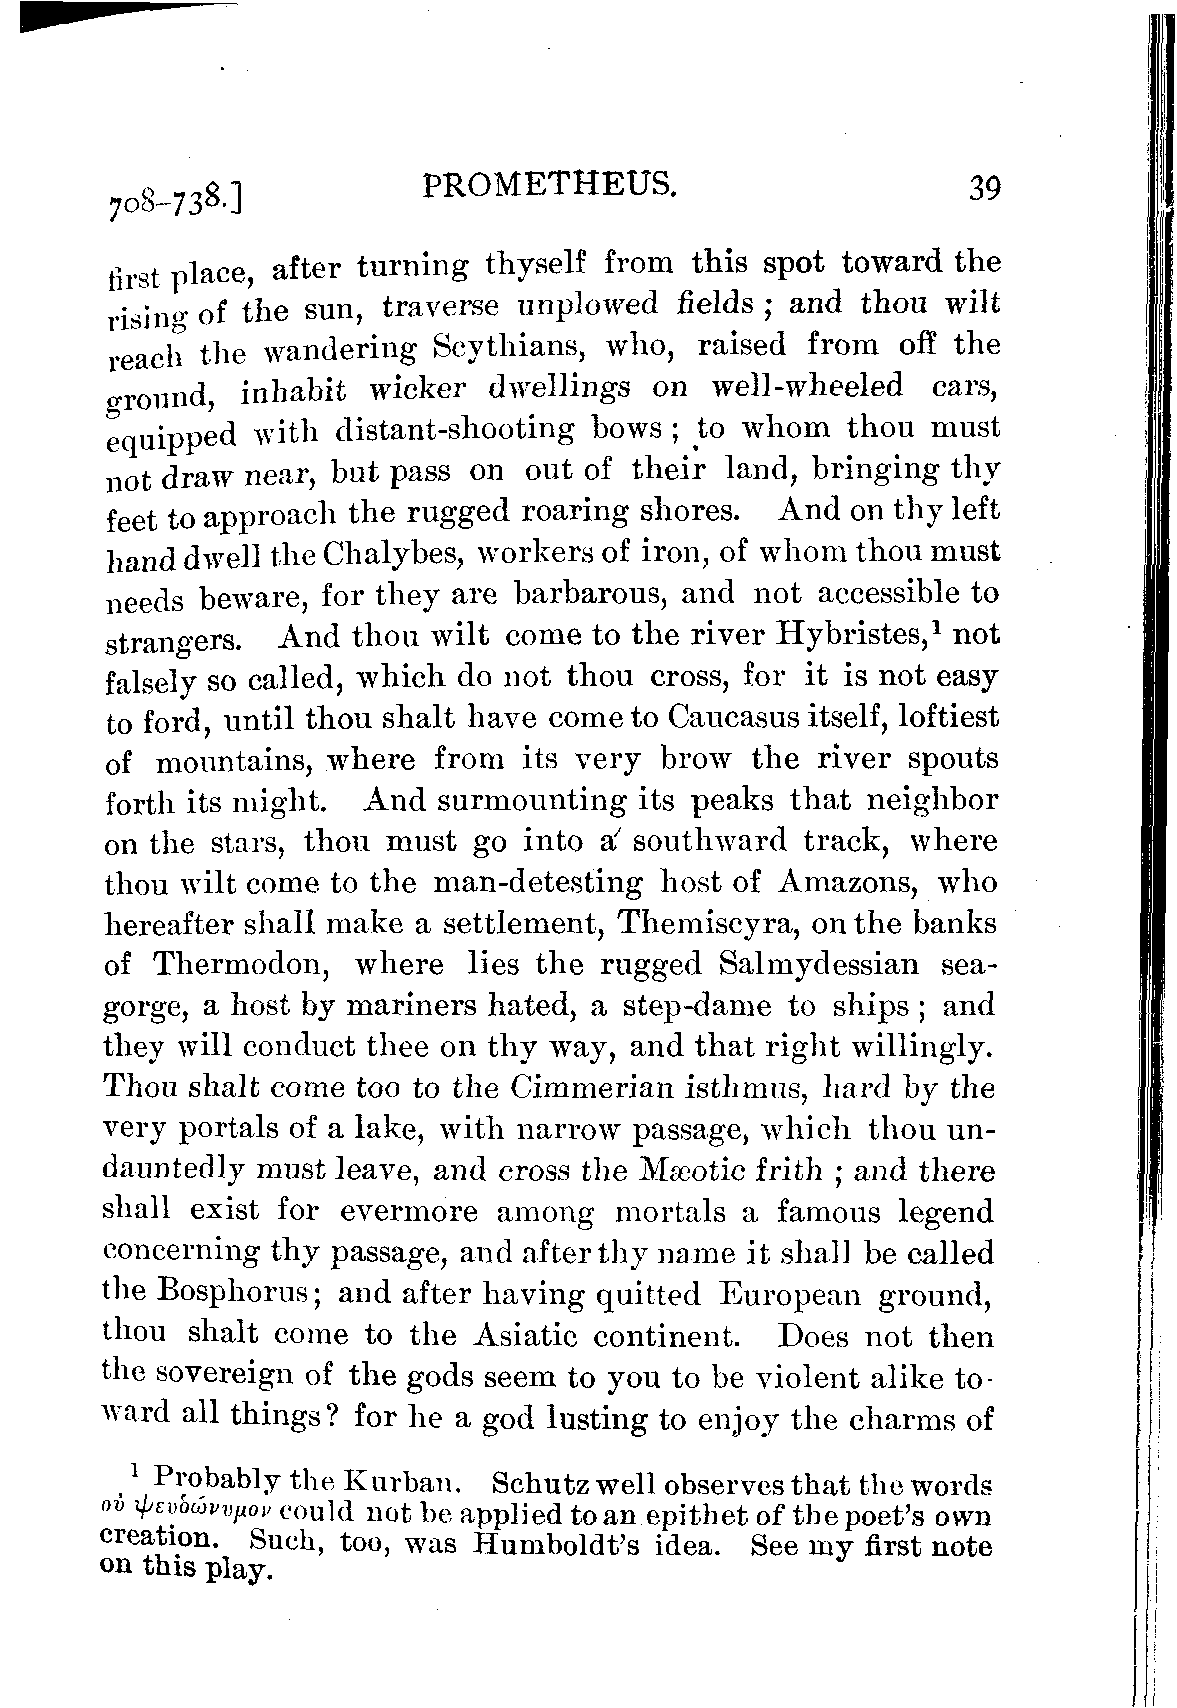 708–738.] PROMETHEUS. 39
first place, after turning thyself from this spot toward the
rising of the sun, traverse unplowed fields ; and thou wilt
reach the wandering Scythians, who, raised from off the
ground, inhabit wicker dwellings on well-wheeled cars,
equipped with distant-shooting bows ; to whom thou must
not draw near, but pass on out of their land, bringing thy
feet to approach the rugged roaring shores. And on thy left
hand dwell the Chalybes, workers of iron, of whom thou must
needs beware, for they are barbarous, and not accessible to
strangers. And thou wilt come to the river Hybristes,¹ not
falsely so called, which do not thou cross, for it is not easy
to ford, until thou shalt have come to Caucasus itself, loftiest
of mountains, where from its very brow the river spouts
forth its might. And surmounting its peaks that neighbor
on the stars, thou must go into a southward track, where
thou wilt come to the man-detesting host of Amazons, who
hereafter shall make a settlement, Themiscyra, on the banks
of Thermodon, where lies the rugged Salmydessian sea-
gorge, a host by mariners hated, a step-dame to ships ; and
they will conduct thee on thy way, and that right willingly.
Thou shalt come too to the Cimmerian isthmus, hard by the
very portals of a lake, with narrow passage, which thou un-
dauntedly must leave, and cross the Mæotic frith ; and there
shall exist for evermore among mortals a famous legend
concerning thy passage, and after thy name it shall be called
the Bosphorus; and after having quitted European ground,
thou shalt come to the Asiatic continent. Does not then
the sovereign of the gods seem to you to be violent alike to-
ward all things? for he a god lusting to enjoy the charms of
¹ Probably the Kurban. Schutz well observes that the words
οὐ ψευδώνυμον could not be applied to an epithet of the poet's own
creation. Such, too, was Humboldt's idea. See my first note
on this play.